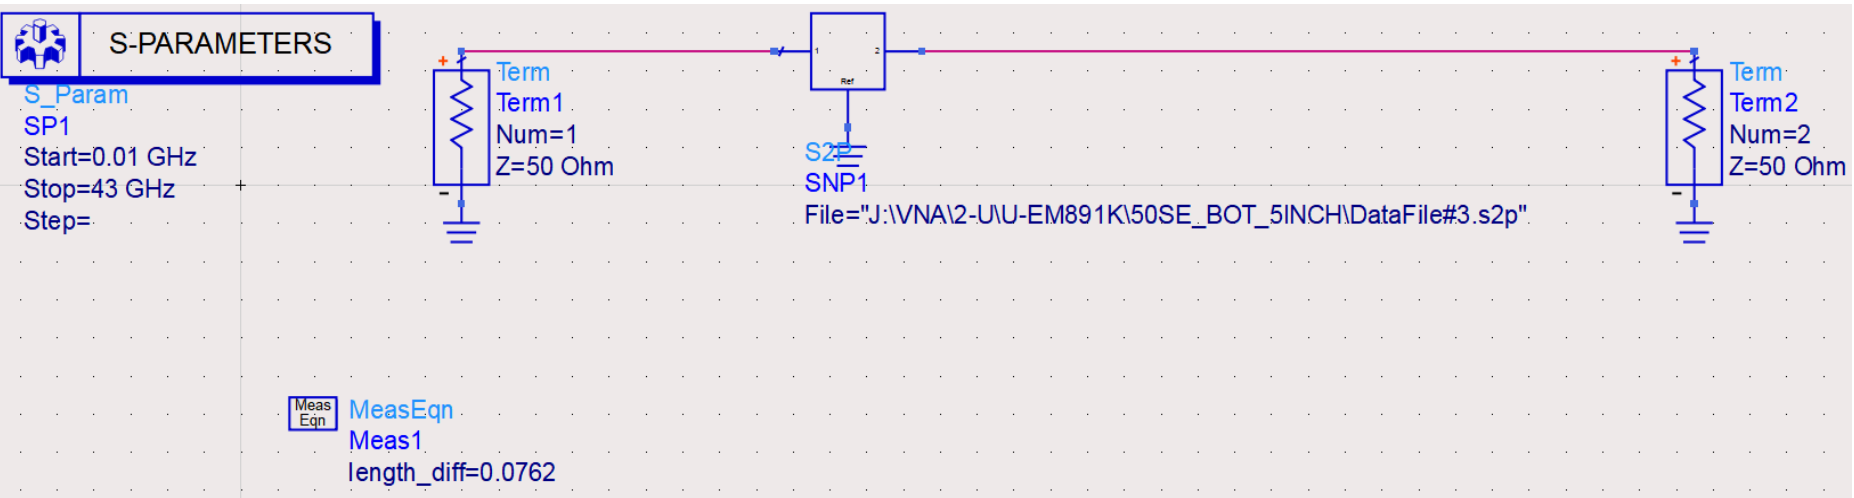 S-PARAMETERS
S_Param
SP1
Start=0.01 GHz
Stop=43 GHz
Step=
+
Term
Term1
Num=1
Z=50 Ohm
-
1
2
Ref
S2P
SNP1
File="J:\VNA\2-U\U-EM891K\50SE_BOT_5INCH\DataFile#3.s2p"
+
Term
Term2
Num=2
Z=50 Ohm
-
Meas
Eqn
MeasEqn
Meas1
length_diff=0.0762